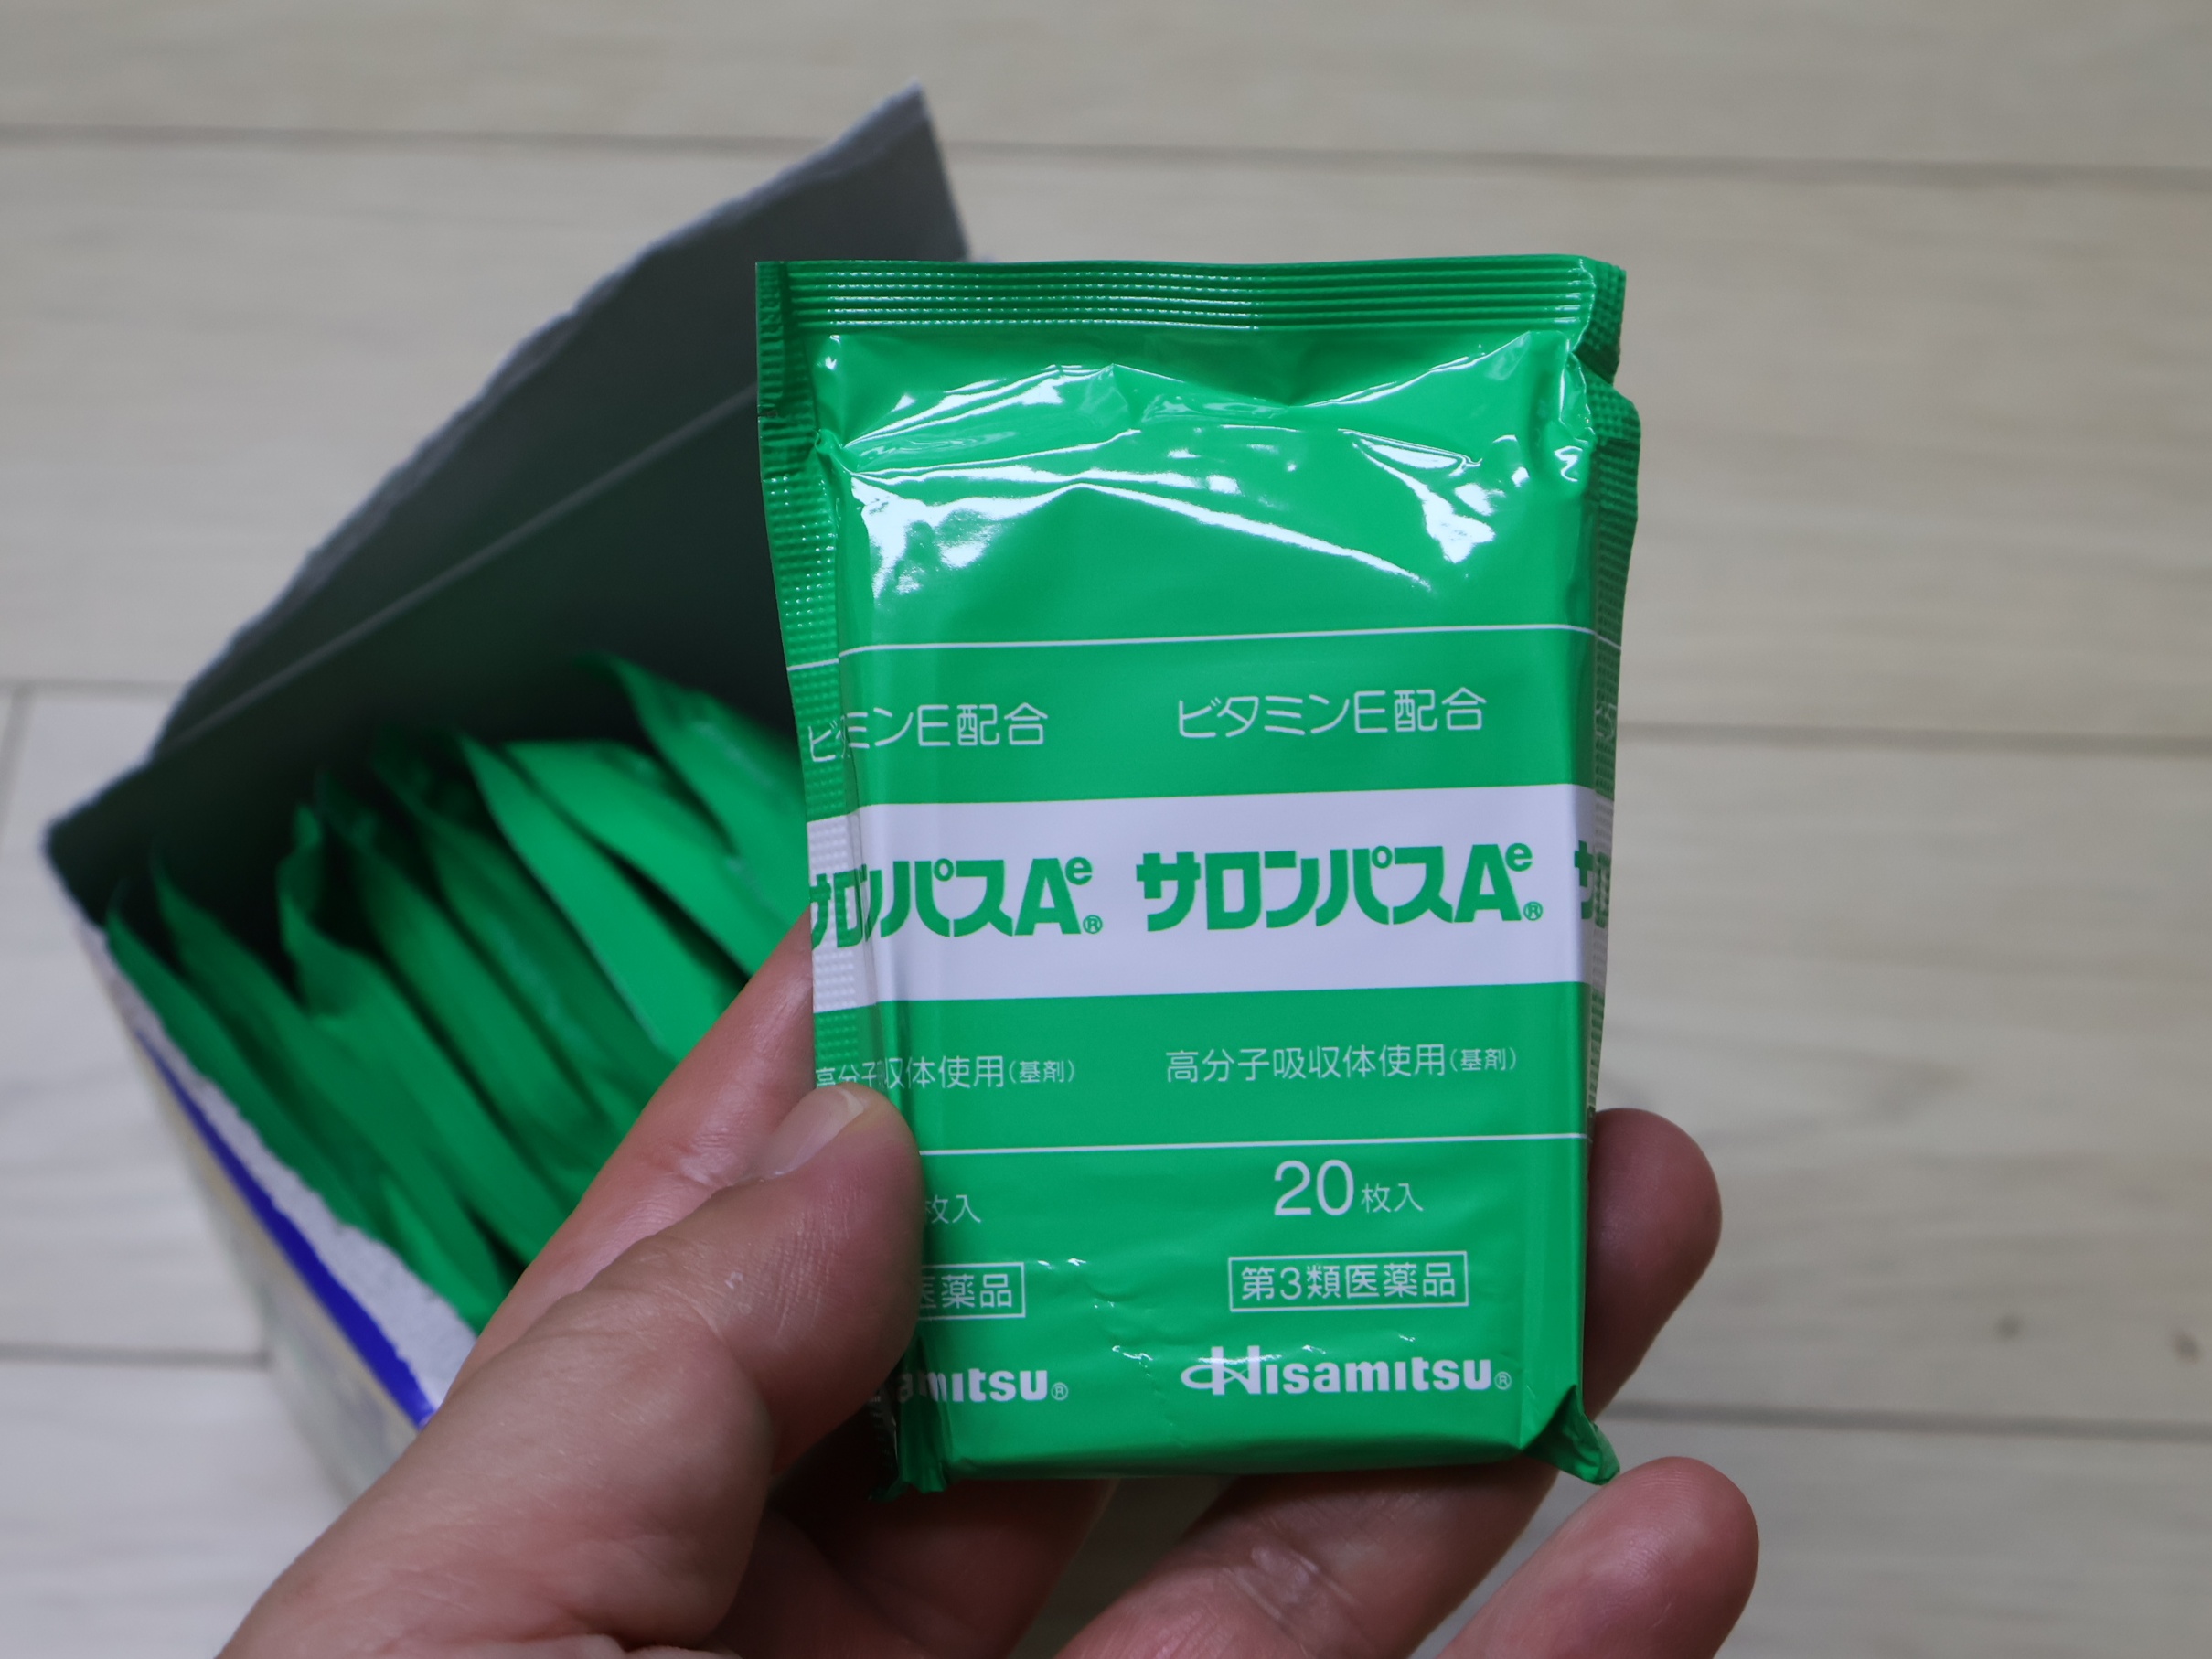 ビタミンE配合 ビタミンE配合
サロンパスAe® サロンパスAe® サロ
高分子吸収体使用(基剤) 高分子吸収体使用(基剤)
枚入 20枚入
医薬品 第3類医薬品
amitsu® Hisamitsu®